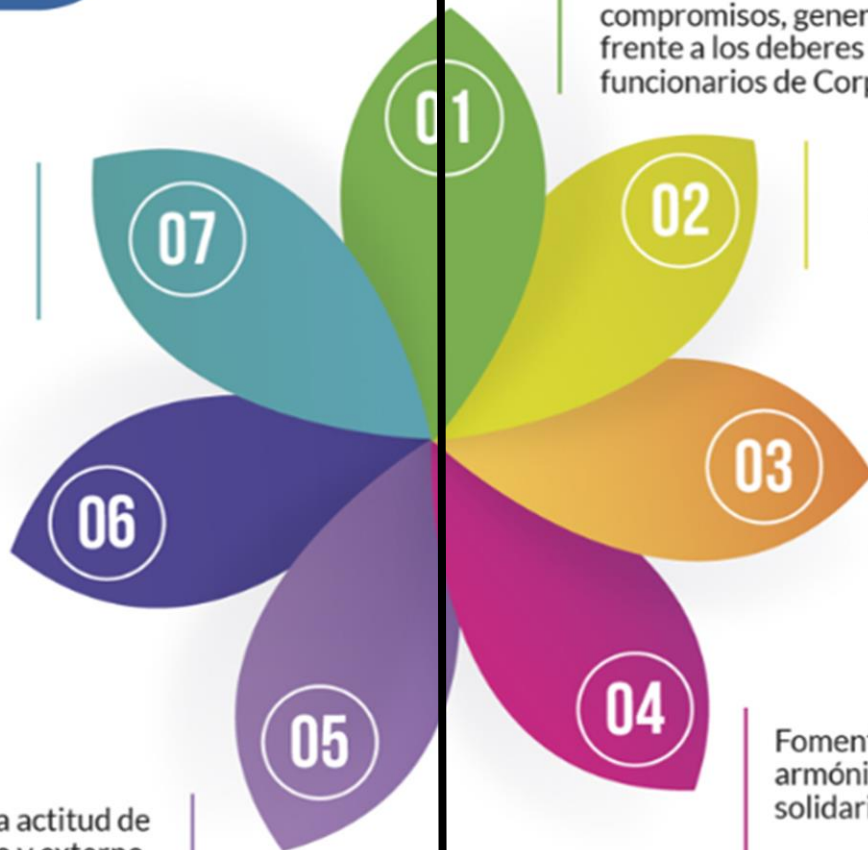 compromisos, gener
frente a los deberes
funcionarios de Corp
01
02
03
04
Foment
armóni
solidari
05
a actitud de
06
07